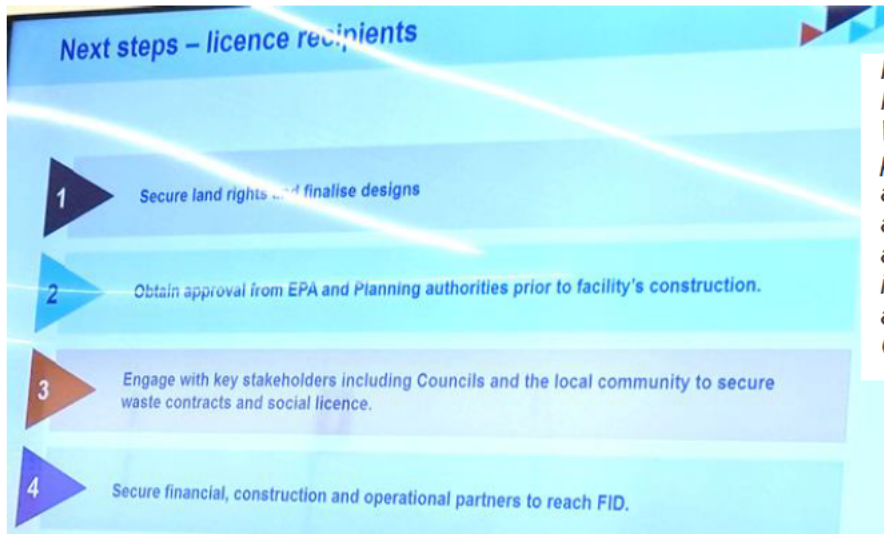 Next steps – licence recipients
1
Secure land rights and finalise designs
2
Obtain approval from EPA and Planning authorities prior to facility's construction.
3
Engage with key stakeholders including Councils and the local community to secure
waste contracts and social licence.
4
Secure financial, construction and operational partners to reach FID.